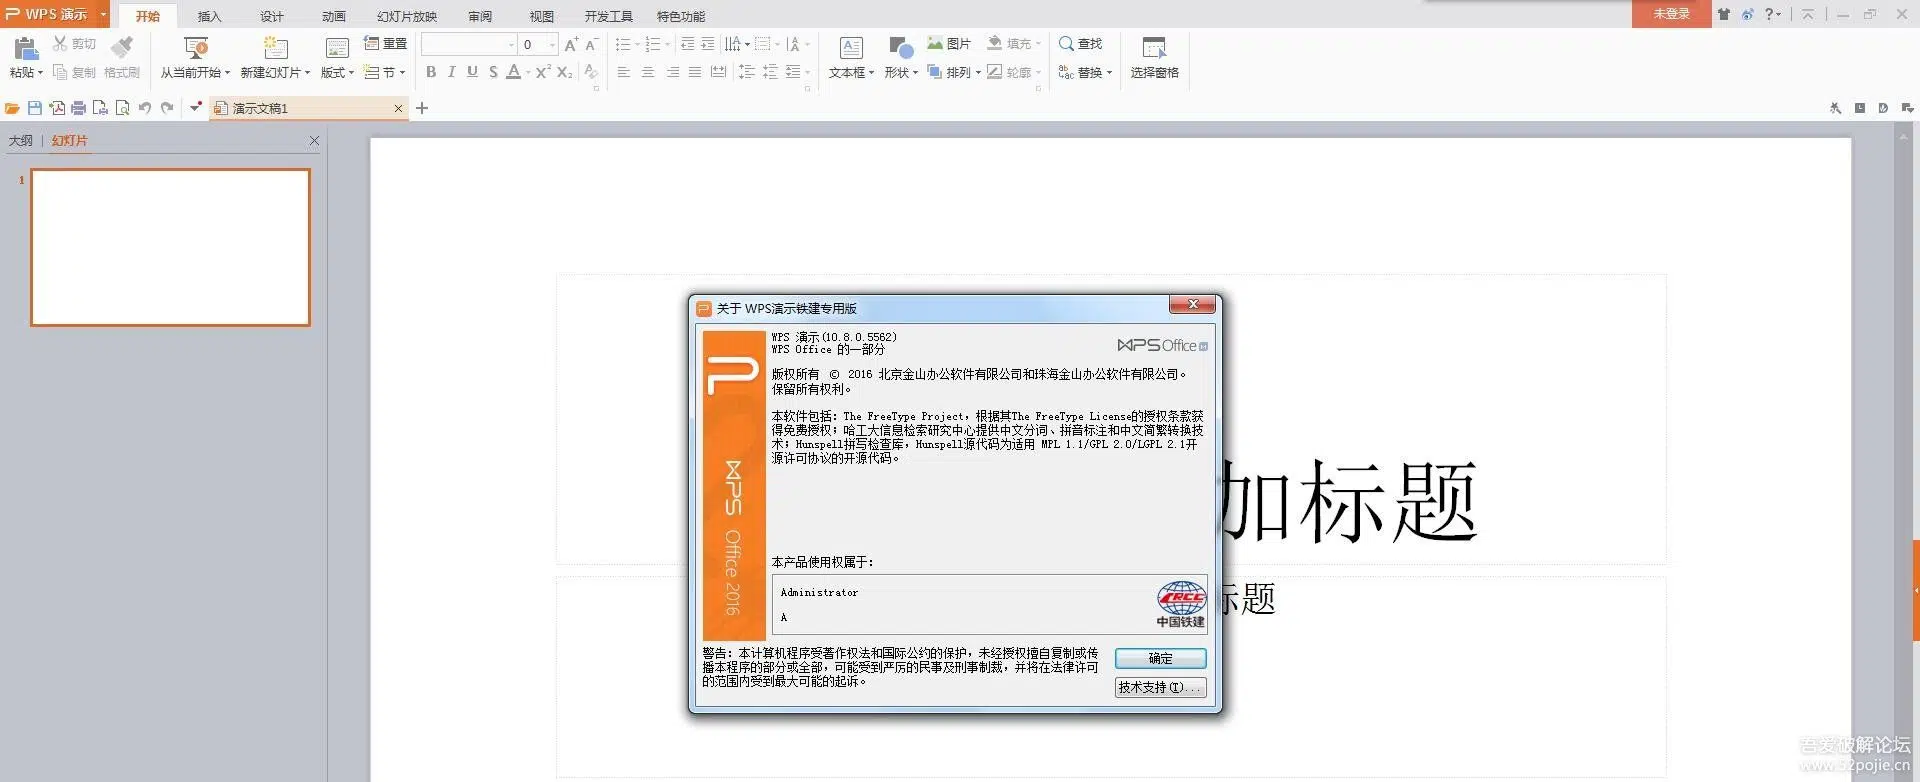 WPS 演示
开始
插入
设计
动画
幻灯片放映
审阅
视图
开发工具
特色功能
未登录
粘贴
剪切
复制
格式刷
从当前开始
新建幻灯片
版式
重置
节
0
文本框
形状
图片
排列
填充
轮廓
查找
替换
选择窗格
演示文稿1
大纲
幻灯片
1
关于 WPS演示铁建专用版
WPS 演示(10.8.0.5562)
WPS Office 的一部分
WPS Office
版权所有 © 2016 北京金山办公软件有限公司和珠海金山办公软件有限公司。
保留所有权利。
本软件包括：The FreeType Project，根据其The FreeType License的授权条款获
得免费授权；哈工大信息检索研究中心提供中文分词、拼音标注和中文简繁转换技
术；Hunspell拼写检查库，Hunspell源代码为适用 MPL 1.1/GPL 2.0/LGPL 2.1开
源许可协议的开源代码。
WPS Office 2016
本产品使用权属于：
Administrator
A
CRCC
中国铁建
警告：本计算机程序受著作权法和国际公约的保护，未经授权擅自复制或传
播本程序的部分或全部，可能受到严厉的民事及刑事制裁，并将在法律许可
的范围内受到最大可能的起诉。
确定
技术支持(T)...
加标题
标题
吾爱破解论坛
www.52pojie.cn